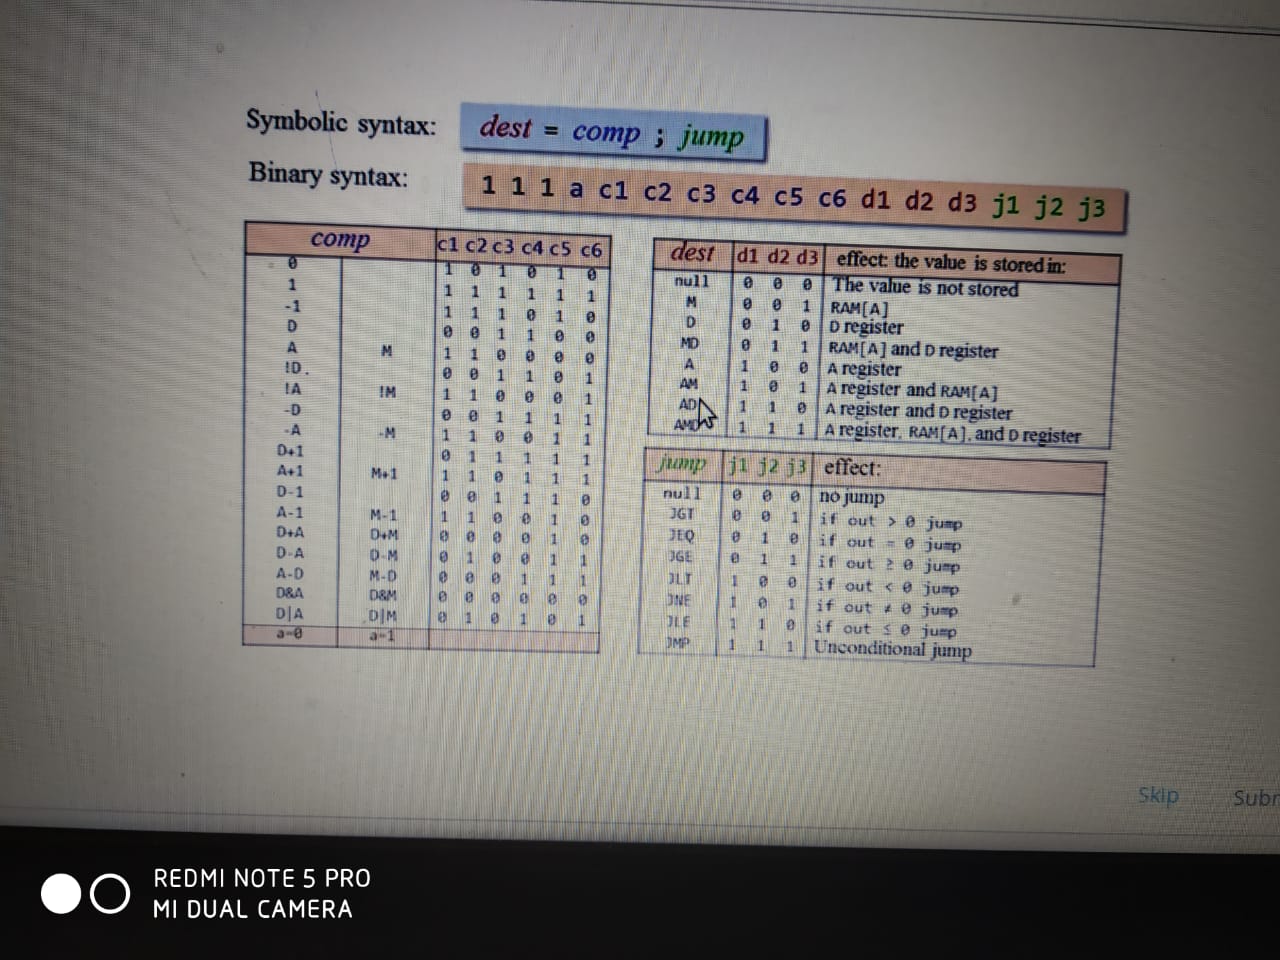 Symbolic syntax: dest = comp ; jump
Binary syntax: 1 1 1 a c1 c2 c3 c4 c5 c6 d1 d2 d3 j1 j2 j3
comp c1 c2 c3 c4 c5 c6
0 1 0 1 0 1 0
1 1 1 1 1 1 1
-1 1 1 1 0 1 0
D 0 0 1 1 0 0
A M 1 1 0 0 0 0
!D. 0 0 1 1 0 1
!A !M 1 1 0 0 0 1
-D 0 0 1 1 1 1
-A -M 1 1 0 0 1 1
D+1 0 1 1 1 1 1
A+1 M+1 1 1 0 1 1 1
D-1 0 0 1 1 1 0
A-1 M-1 1 1 0 0 1 0
D+A D+M 0 0 0 0 1 0
D-A D-M 0 1 0 0 1 1
A-D M-D 0 0 0 1 1 1
D&A D&M 0 0 0 0 0 0
D|A D|M 0 1 0 1 0 1
a=0 a=1
dest d1 d2 d3 effect: the value is stored in:
null 0 0 0 The value is not stored
M 0 0 1 RAM[A]
D 0 1 0 D register
MD 0 1 1 RAM[A] and D register
A 1 0 0 A register
AM 1 0 1 A register and RAM[A]
AD 1 1 0 A register and D register
AMD 1 1 1 A register, RAM[A], and D register
jump j1 j2 j3 effect:
null 0 0 0 no jump
JGT 0 0 1 if out > 0 jump
JEQ 0 1 0 if out = 0 jump
JGE 0 1 1 if out ≥ 0 jump
JLT 1 0 0 if out < 0 jump
JNE 1 0 1 if out ≠ 0 jump
JLE 1 1 0 if out ≤ 0 jump
JMP 1 1 1 Unconditional jump
Skip Subr
REDMI NOTE 5 PRO
MI DUAL CAMERA